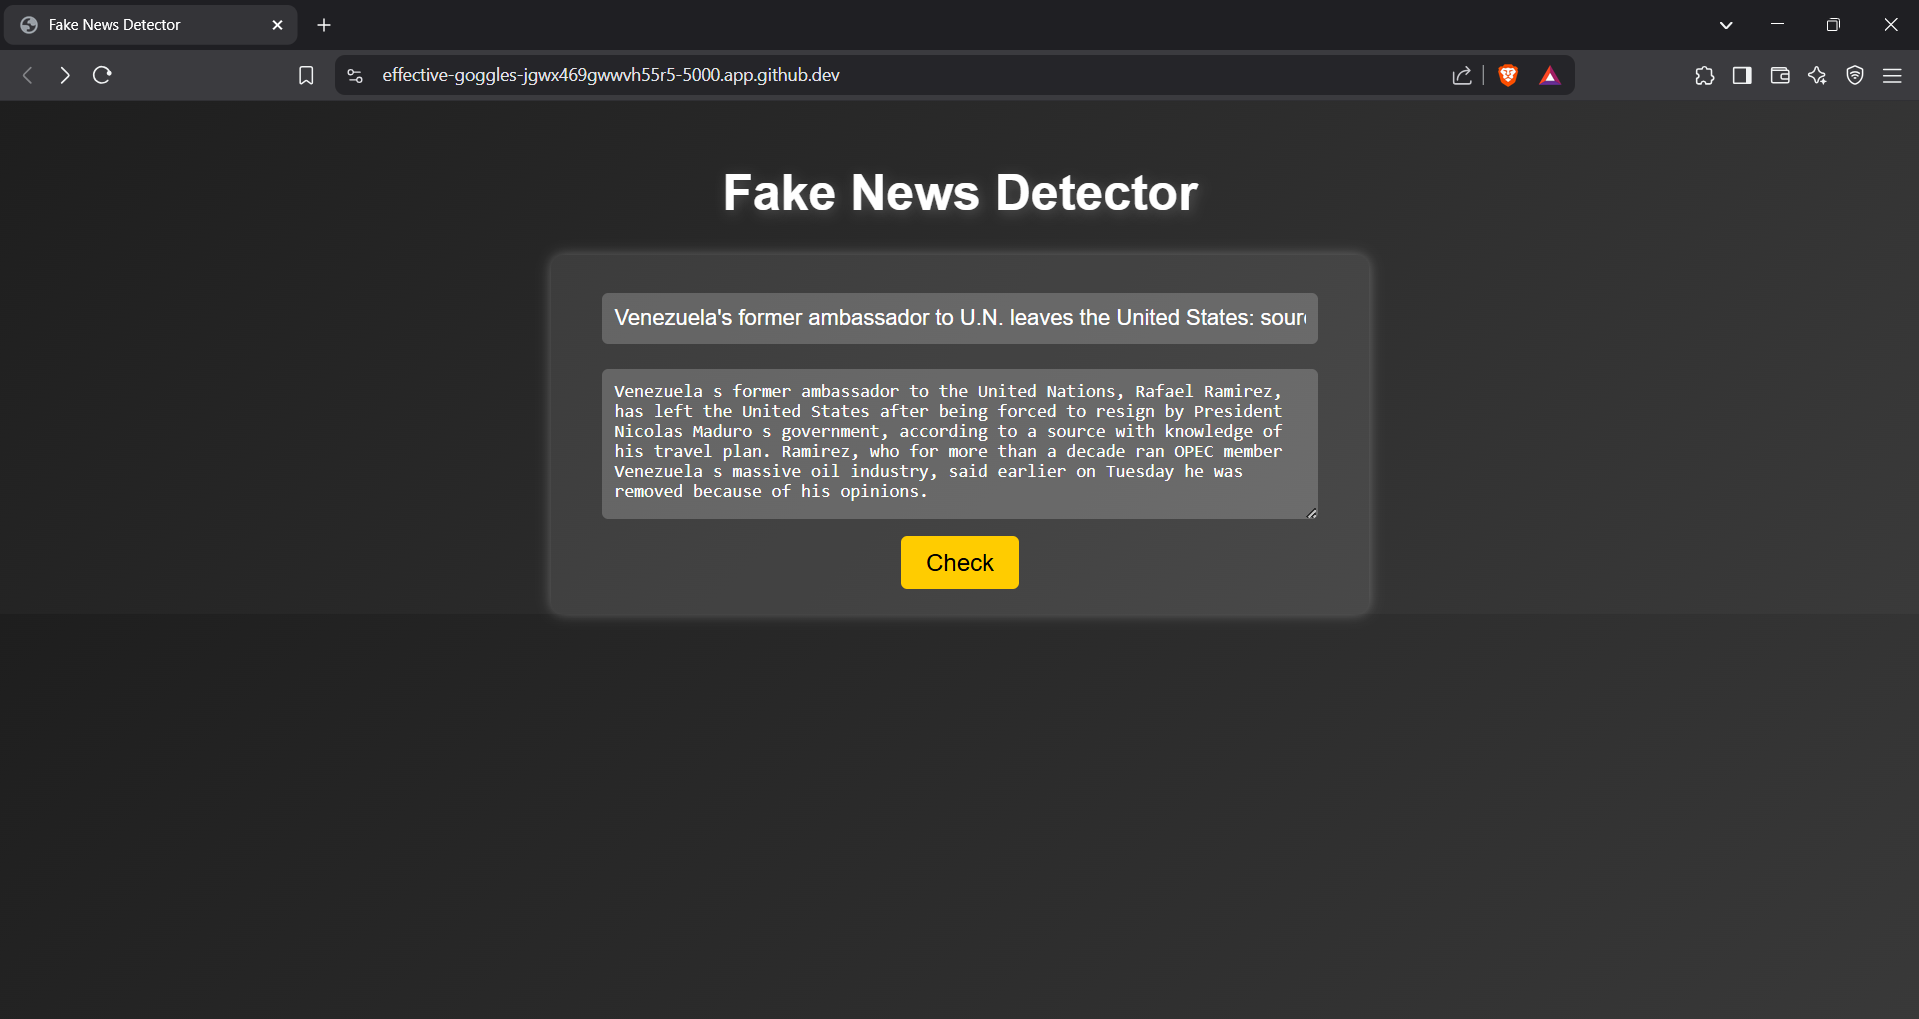 Fake News Detector
effective-goggles-jgwx469gwwvh55r5-5000.app.github.dev
Fake News Detector
Venezuela's former ambassador to U.N. leaves the United States: sour
Venezuela s former ambassador to the United Nations, Rafael Ramirez,
has left the United States after being forced to resign by President
Nicolas Maduro s government, according to a source with knowledge of
his travel plan. Ramirez, who for more than a decade ran OPEC member
Venezuela s massive oil industry, said earlier on Tuesday he was
removed because of his opinions.
Check